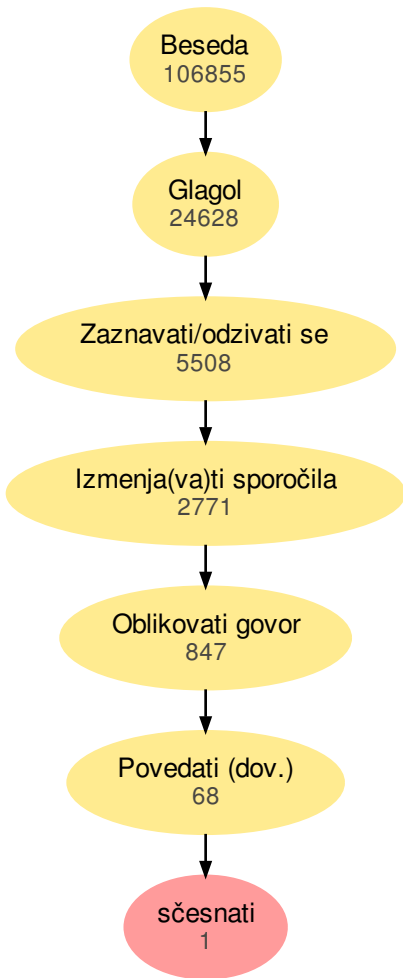 Beseda
106855
Glagol
24628
Zaznavati/odzivati se
5508
Izmenja(va)ti sporočila
2771
Oblikovati govor
847
Povedati (dov.)
68
sčesnati
1